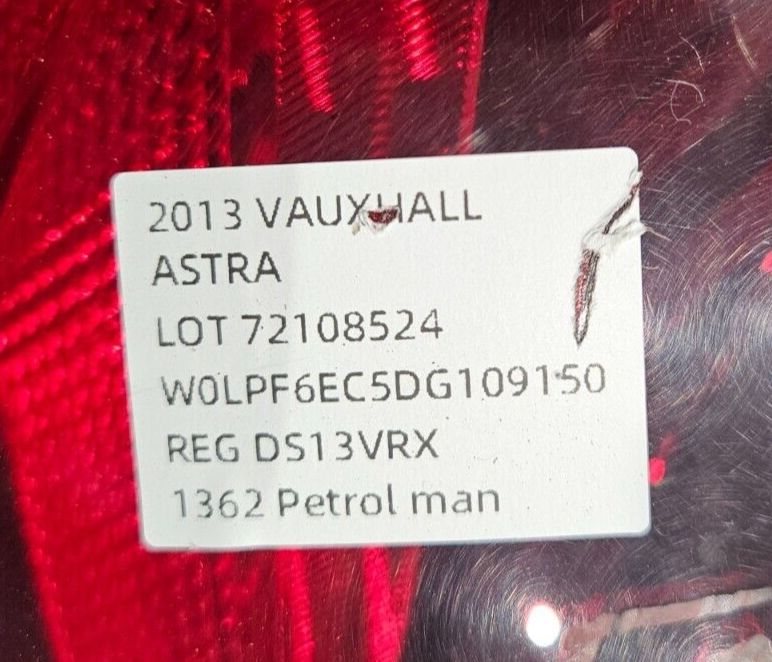 2013 VAUXHALL
ASTRA
LOT 72108524
W0LPF6EC5DG109150
REG DS13VRX
1362 Petrol man